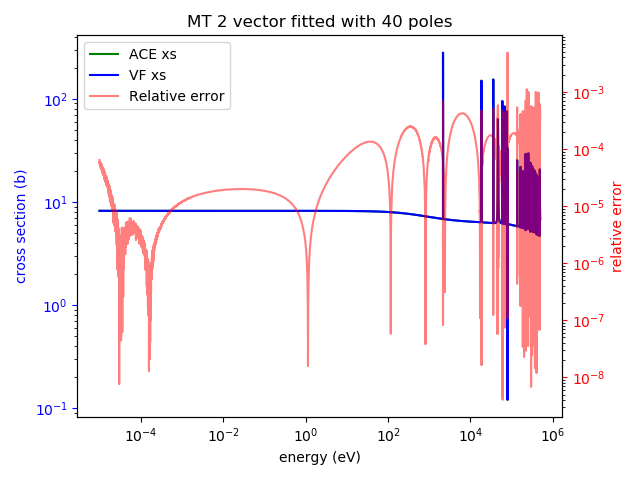 MT 2 vector fitted with 40 poles
ACE xs
VF xs
Relative error
cross section (b)
10^2
10^1
10^0
10^-1
10^-3
10^-4
10^-5
10^-6
10^-7
10^-8
relative error
10^-4
10^-2
10^0
10^2
10^4
10^6
energy (eV)